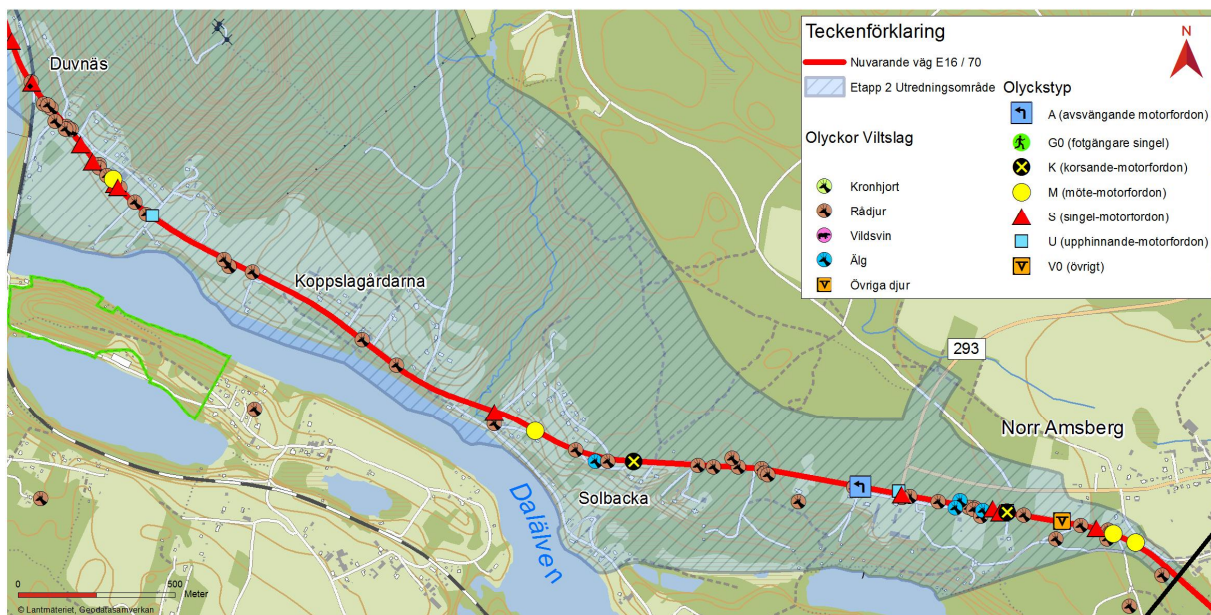 Duvnäs
Koppslagårdarna
Solbacka
Dalälven
293
Norr Amsberg
Teckenförklaring
N
Nuvarande väg E16 / 70
Etapp 2 Utredningsområde
Olyckor Viltslag
Kronhjort
Rådjur
Vildsvin
Älg
Övriga djur
Olyckstyp
A (avsvängande motorfordon)
G0 (fotgängare singel)
K (korsande-motorfordon)
M (möte-motorfordon)
S (singel-motorfordon)
U (upphinnande-motorfordon)
V0 (övrigt)
0 500
Meter
© Lantmäteriet, Geodatasamverkan